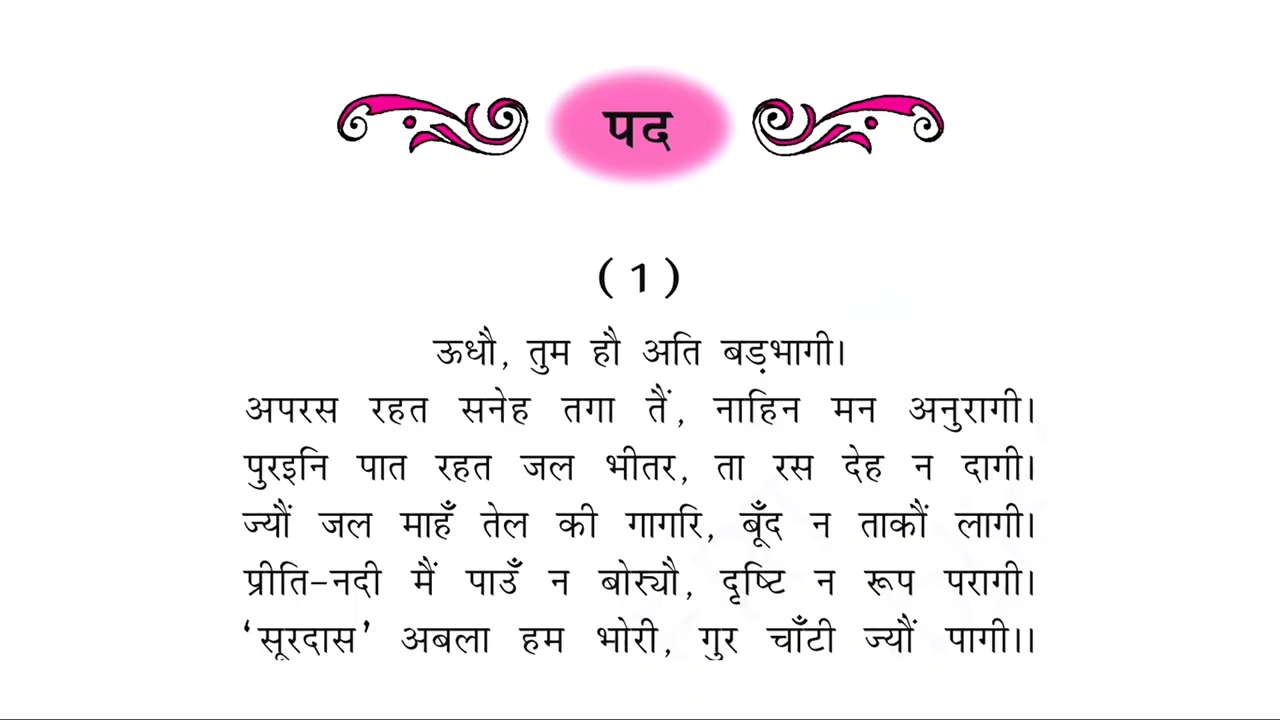 पद
( 1 )
ऊधौ, तुम हौ अति बड़भागी।
अपरस रहत सनेह तगा तैं, नाहिन मन अनुरागी।
पुरइनि पात रहत जल भीतर, ता रस देह न दागी।
ज्यौं जल माहँ तेल की गागरि, बूँद न ताकौं लागी।
प्रीति-नदी मैं पाउँ न बोरयौ, दृष्टि न रूप परागी।
‘सूरदास’ अबला हम भोरी, गुर चाँटी ज्यौं पागी।।